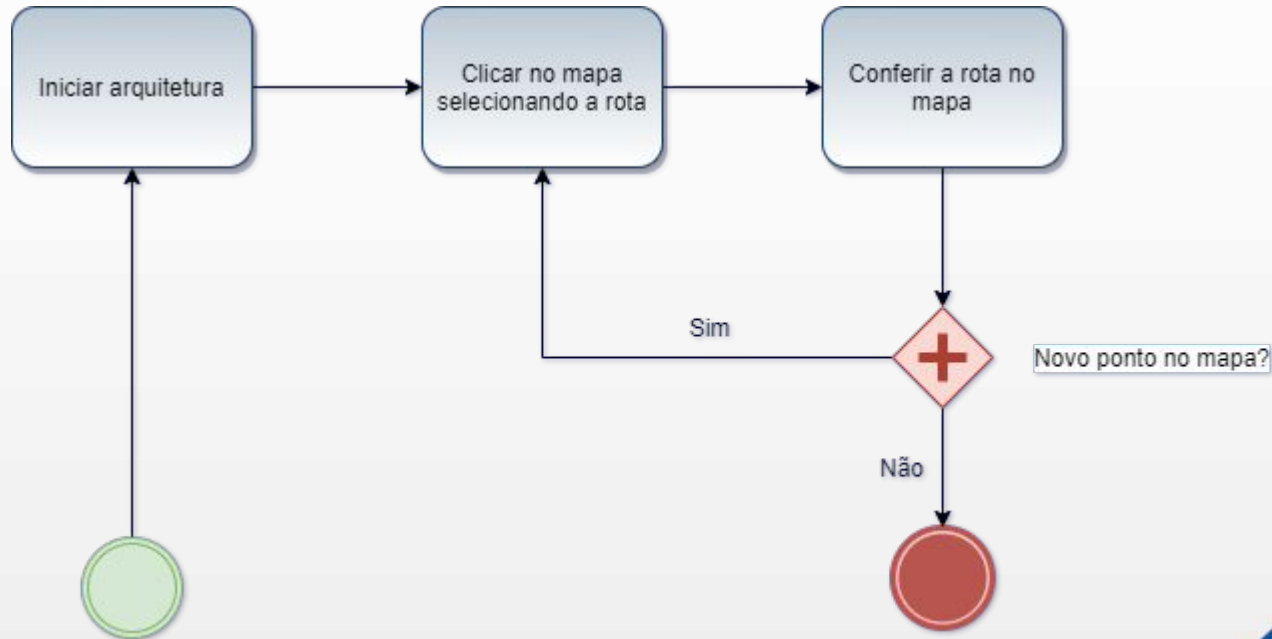 Iniciar arquitetura
Clicar no mapa
selecionando a rota
Conferir a rota no
mapa
Sim
Novo ponto no mapa?
Não